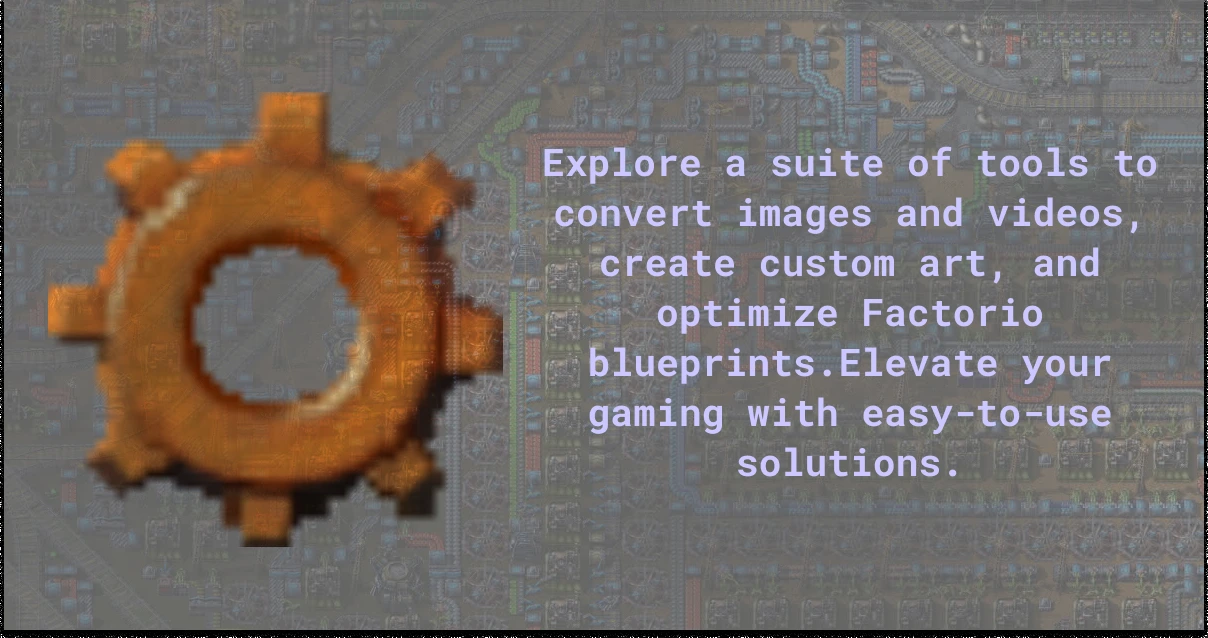 Explore a suite of tools to
convert images and videos,
create custom art, and
optimize Factorio
blueprints.Elevate your
gaming with easy-to-use
solutions.